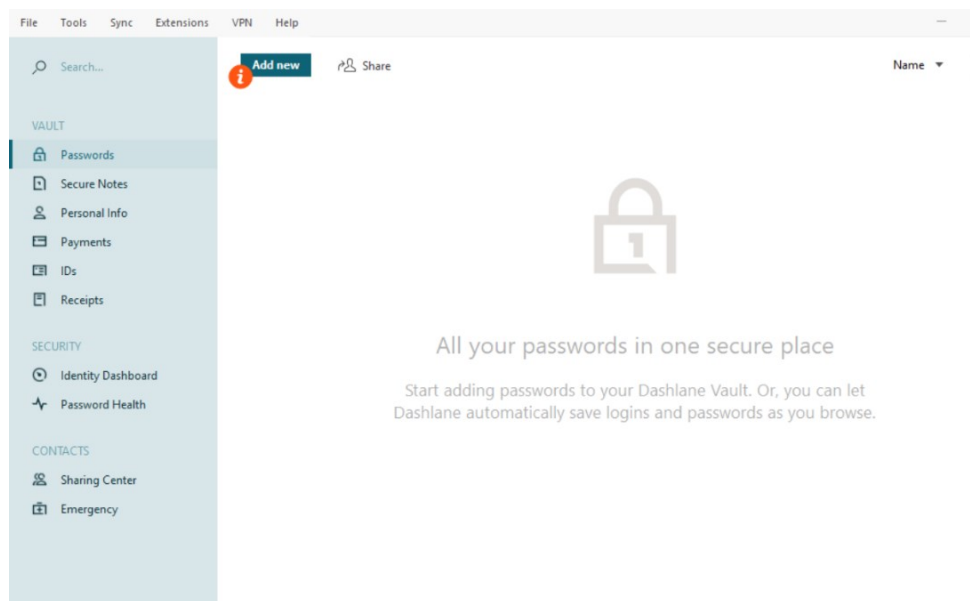 File Tools Sync Extensions VPN Help
Search...
Add new
Share
Name
VAULT
Passwords
Secure Notes
Personal Info
Payments
IDs
Receipts
SECURITY
Identity Dashboard
Password Health
CONTACTS
Sharing Center
Emergency
i
1
All your passwords in one secure place
Start adding passwords to your Dashlane Vault. Or, you can let
Dashlane automatically save logins and passwords as you browse.